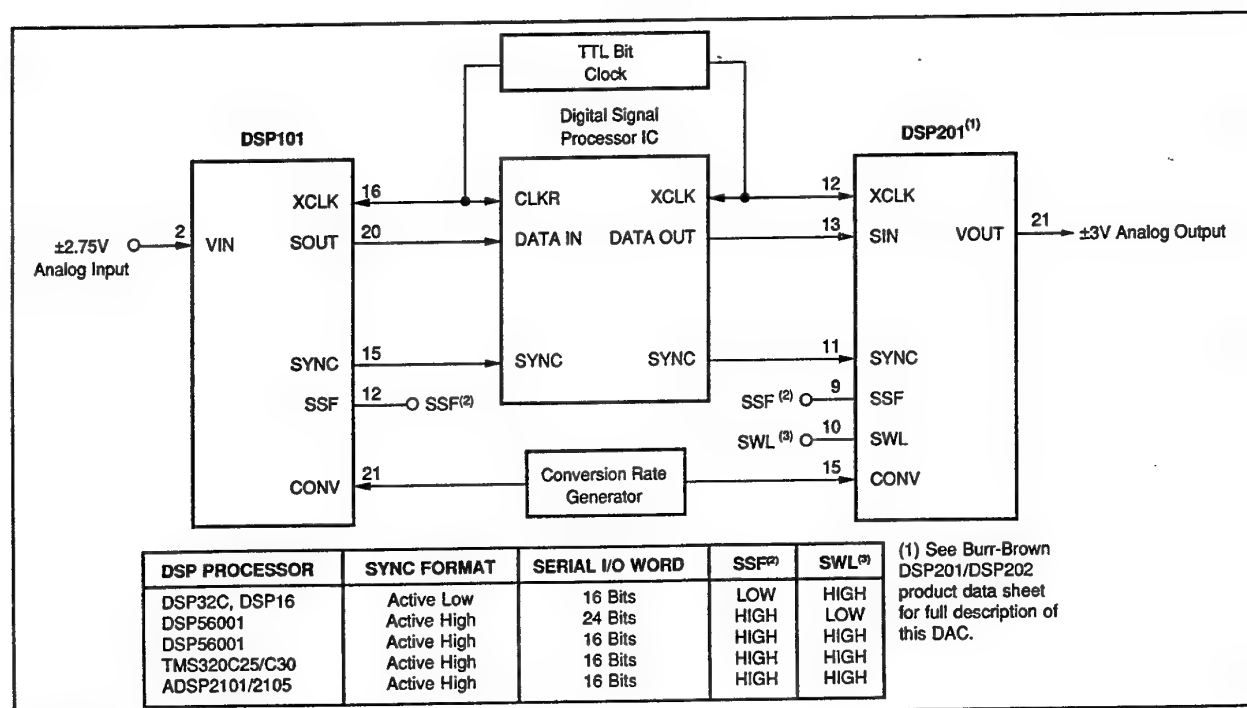 TTL Bit
Clock
Digital Signal
Processor IC
DSP101
DSP201(1)
XCLK 16
CLKR
XCLK
12 XCLK
±2.75V
Analog Input
2 VIN
SOUT 20
DATA IN
DATA OUT
13 SIN
VOUT 21
±3V Analog Output
SYNC 15
SYNC
SYNC
11 SYNC
SSF 12 SSF(2)
SSF (2) 9 SSF
SWL (3) 10 SWL
CONV 21
Conversion Rate
Generator
15 CONV
DSP PROCESSOR SYNC FORMAT SERIAL I/O WORD SSF(2) SWL(3)
DSP32C, DSP16 Active Low 16 Bits LOW HIGH
DSP56001 Active High 24 Bits HIGH LOW
DSP56001 Active High 16 Bits HIGH HIGH
TMS320C25/C30 Active High 16 Bits HIGH HIGH
ADSP2101/2105 Active High 16 Bits HIGH HIGH
(1) See Burr-Brown
DSP201/DSP202
product data sheet
for full description of
this DAC.